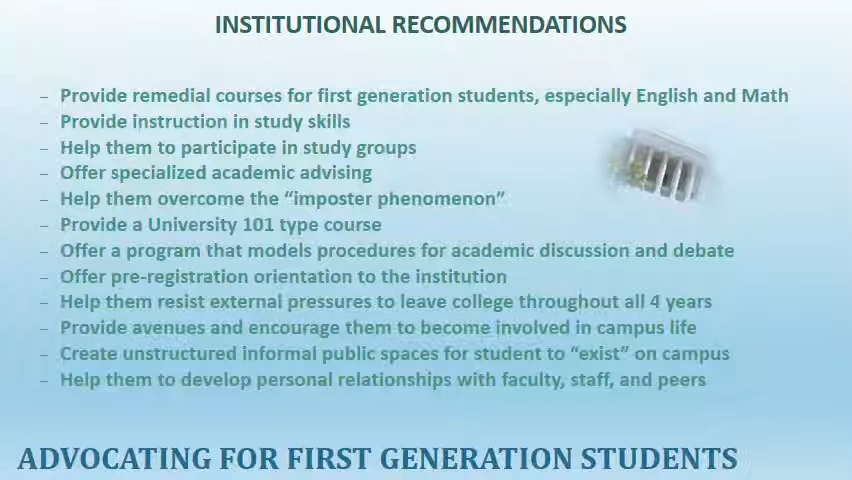 INSTITUTIONAL RECOMMENDATIONS
– Provide remedial courses for first generation students, especially English and Math
– Provide instruction in study skills
– Help them to participate in study groups
– Offer specialized academic advising
– Help them overcome the “imposter phenomenon”
– Provide a University 101 type course
– Offer a program that models procedures for academic discussion and debate
– Offer pre-registration orientation to the institution
– Help them resist external pressures to leave college throughout all 4 years
– Provide avenues and encourage them to become involved in campus life
– Create unstructured informal public spaces for student to “exist” on campus
– Help them to develop personal relationships with faculty, staff, and peers
ADVOCATING FOR FIRST GENERATION STUDENTS